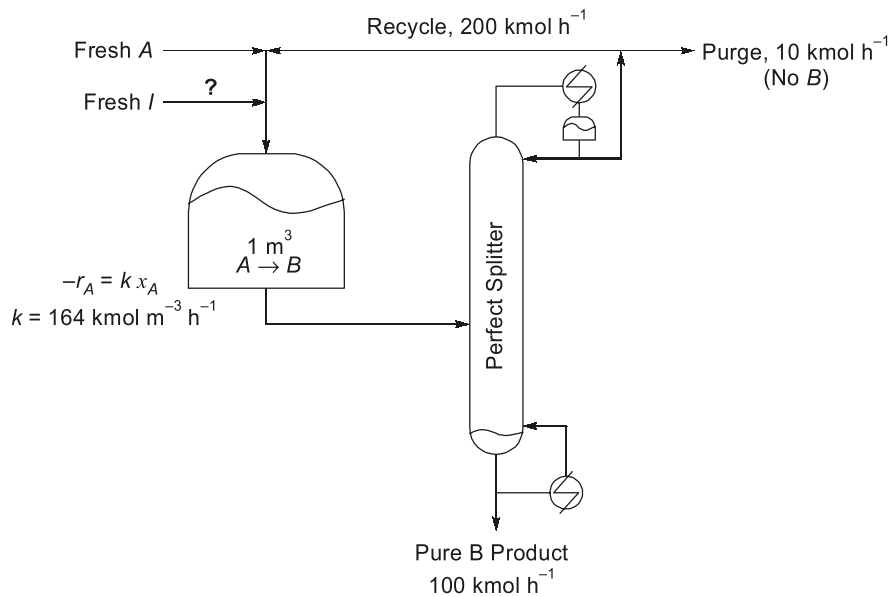 Recycle, 200 kmol h⁻¹
Fresh A
Purge, 10 kmol h⁻¹
(No B)
?
Fresh I
1 m³
A → B
–r_A = k x_A
k = 164 kmol m⁻³ h⁻¹
Perfect Splitter
Pure B Product
100 kmol h⁻¹